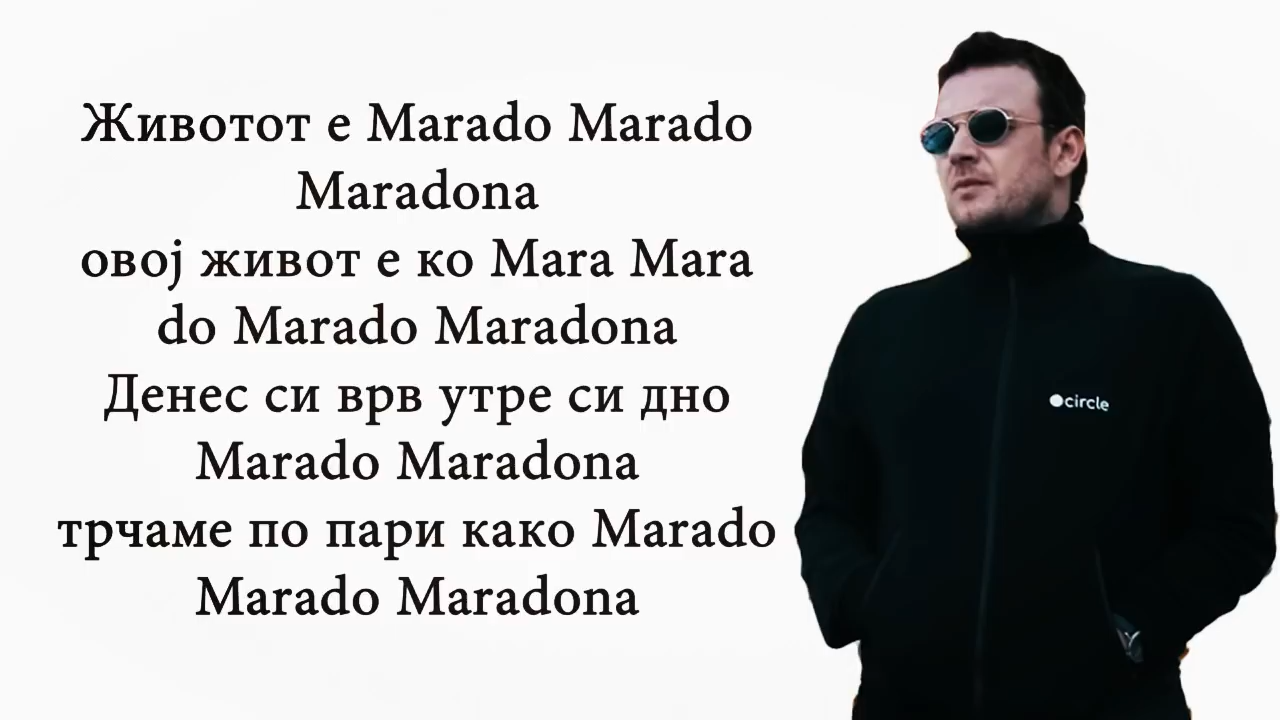 Животот е Marado Marado
Maradona
овој живот е ко Mara Mara
do Marado Maradona
Денес си врв утре си дно
Marado Maradona
трчаме по пари како Marado
Marado Maradona
circle